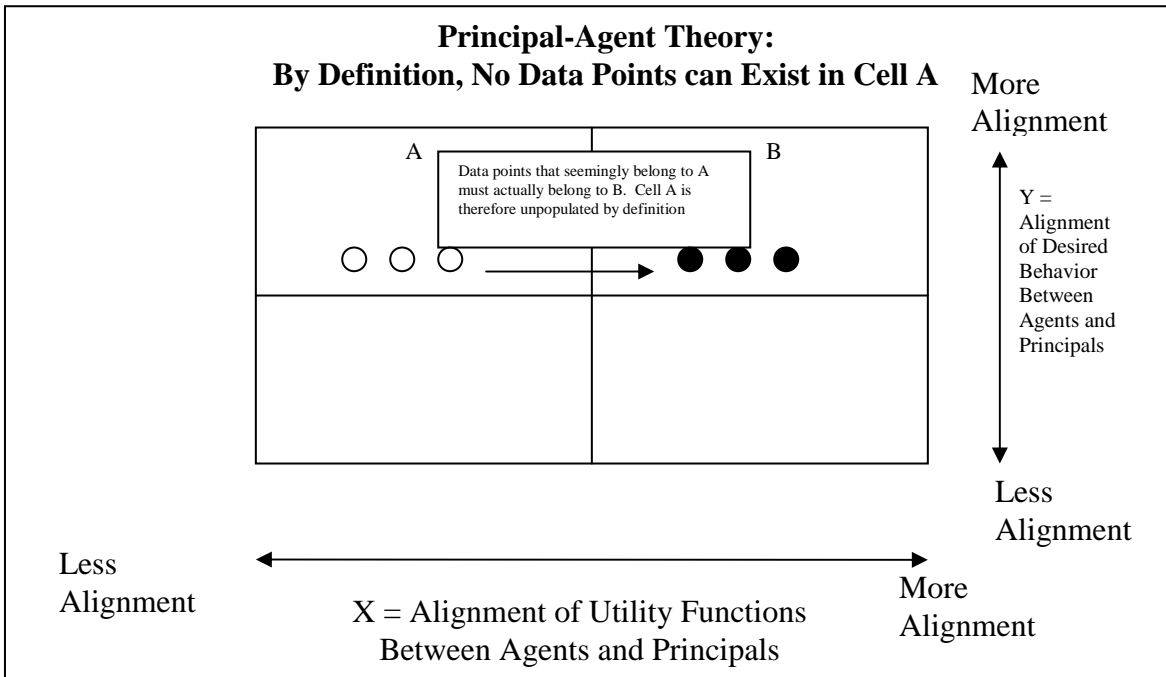 Principal-Agent Theory:
By Definition, No Data Points can Exist in Cell A
More
Alignment
A
B
Data points that seemingly belong to A
must actually belong to B.  Cell A is
therefore unpopulated by definition
Y =
Alignment
of Desired
Behavior
Between
Agents and
Principals
Less
Alignment
Less
Alignment
X = Alignment of Utility Functions
Between Agents and Principals
More
Alignment